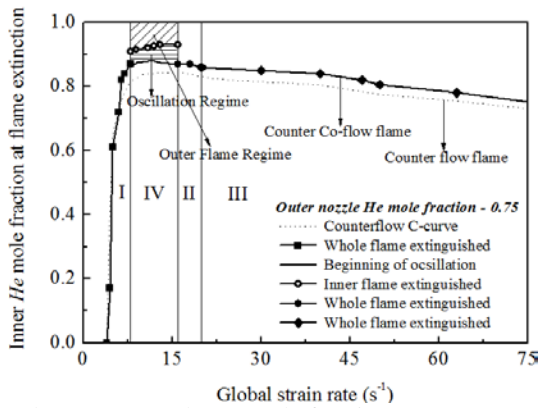 Inner He mole fraction at flame extinction
1.0
0.8
0.6
0.4
0.2
0.0
Oscillation Regime
Outer Flame Regime
Counter Co-flow flame
Counter flow flame
I
IV
II
III
Outer nozzle He mole fraction - 0.75
Counterflow C-curve
Whole flame extinguished
Beginning of ocsillation
Inner flame extinguished
Whole flame extinguished
Whole flame extinguished
0
15
30
45
60
75
Global strain rate (s⁻¹)